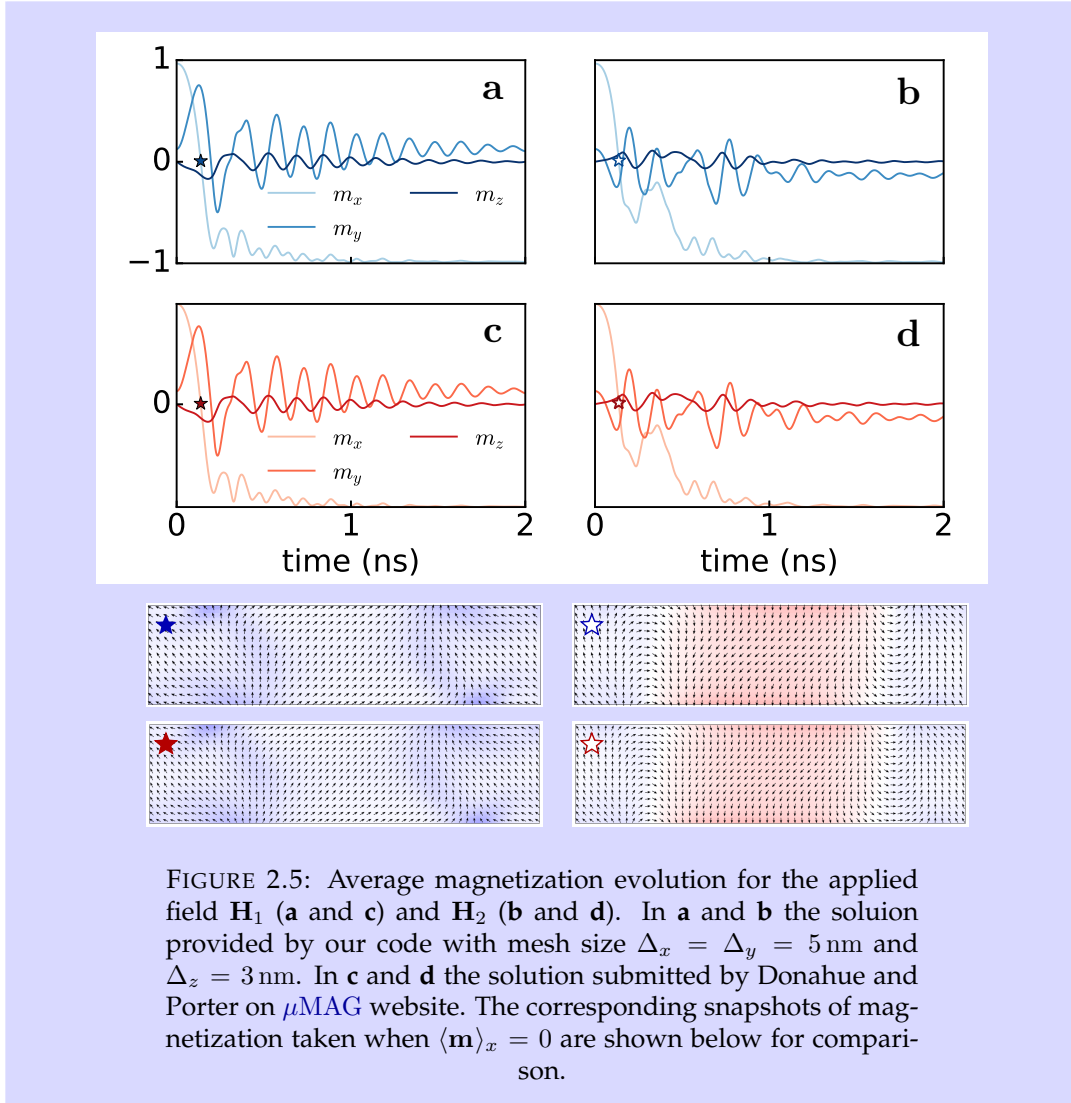 1
a
b
0
m_x
m_z
m_y
−1
c
d
0
m_x
m_z
m_y
0
1
2
0
1
2
time (ns)
time (ns)
FIGURE 2.5: Average magnetization evolution for the applied
field H₁ (a and c) and H₂ (b and d). In a and b the soluion
provided by our code with mesh size Δₓ = Δ_y = 5 nm and
Δ_z = 3 nm. In c and d the solution submitted by Donahue and
Porter on μMAG website. The corresponding snapshots of mag-
netization taken when ⟨m⟩ₓ = 0 are shown below for compari-
son.